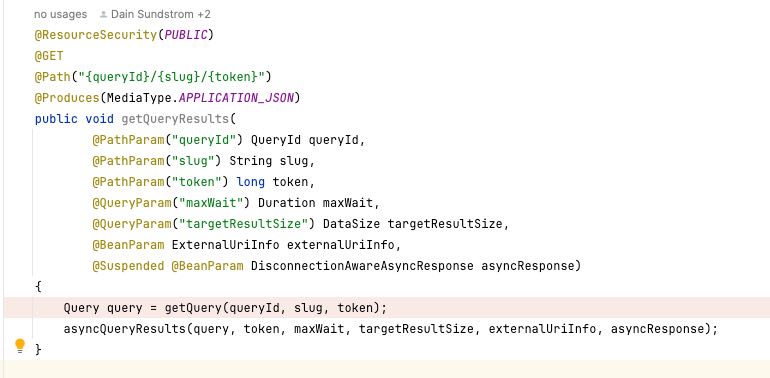 no usages Dain Sundstrom +2
@ResourceSecurity(PUBLIC)
@GET
@Path("{queryId}/{slug}/{token}")
@Produces(MediaType.APPLICATION_JSON)
public void getQueryResults(
@PathParam("queryId") QueryId queryId,
@PathParam("slug") String slug,
@PathParam("token") long token,
@QueryParam("maxWait") Duration maxWait,
@QueryParam("targetResultSize") DataSize targetResultSize,
@BeanParam ExternalUriInfo externalUriInfo,
@Suspended @BeanParam DisconnectionAwareAsyncResponse asyncResponse)
{
Query query = getQuery(queryId, slug, token);
asyncQueryResults(query, token, maxWait, targetResultSize, externalUriInfo, asyncResponse);
}